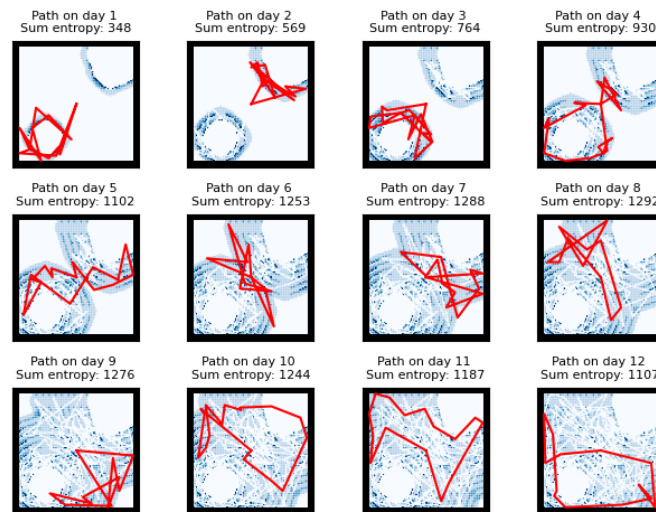 Path on day 1
Sum entropy: 348
Path on day 2
Sum entropy: 569
Path on day 3
Sum entropy: 764
Path on day 4
Sum entropy: 930
Path on day 5
Sum entropy: 1102
Path on day 6
Sum entropy: 1253
Path on day 7
Sum entropy: 1288
Path on day 8
Sum entropy: 1292
Path on day 9
Sum entropy: 1276
Path on day 10
Sum entropy: 1244
Path on day 11
Sum entropy: 1187
Path on day 12
Sum entropy: 1107